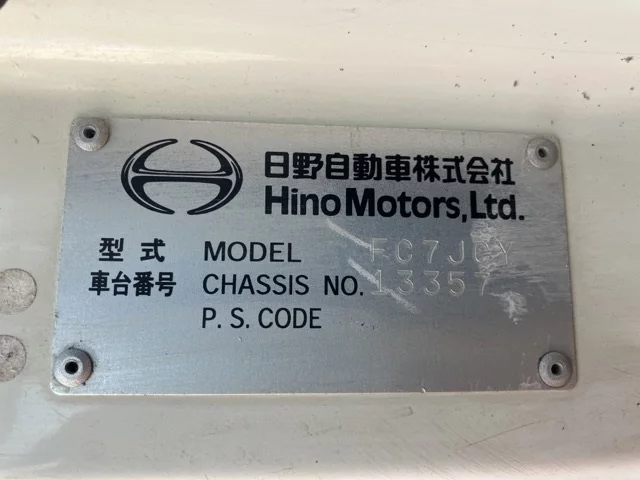 日野自動車株式会社
Hino Motors, Ltd.
型式 MODEL FC7JCY
車台番号 CHASSIS NO. 13357
P. S. CODE